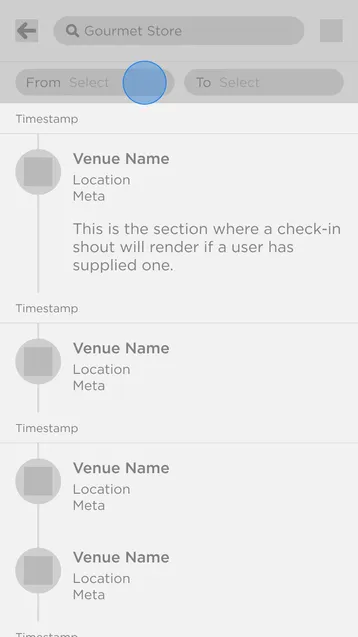 Gourmet Store
From Select
To Select
Timestamp
Venue Name
Location
Meta
This is the section where a check-in
shout will render if a user has
supplied one.
Timestamp
Venue Name
Location
Meta
Timestamp
Venue Name
Location
Meta
Venue Name
Location
Meta
Timestamp